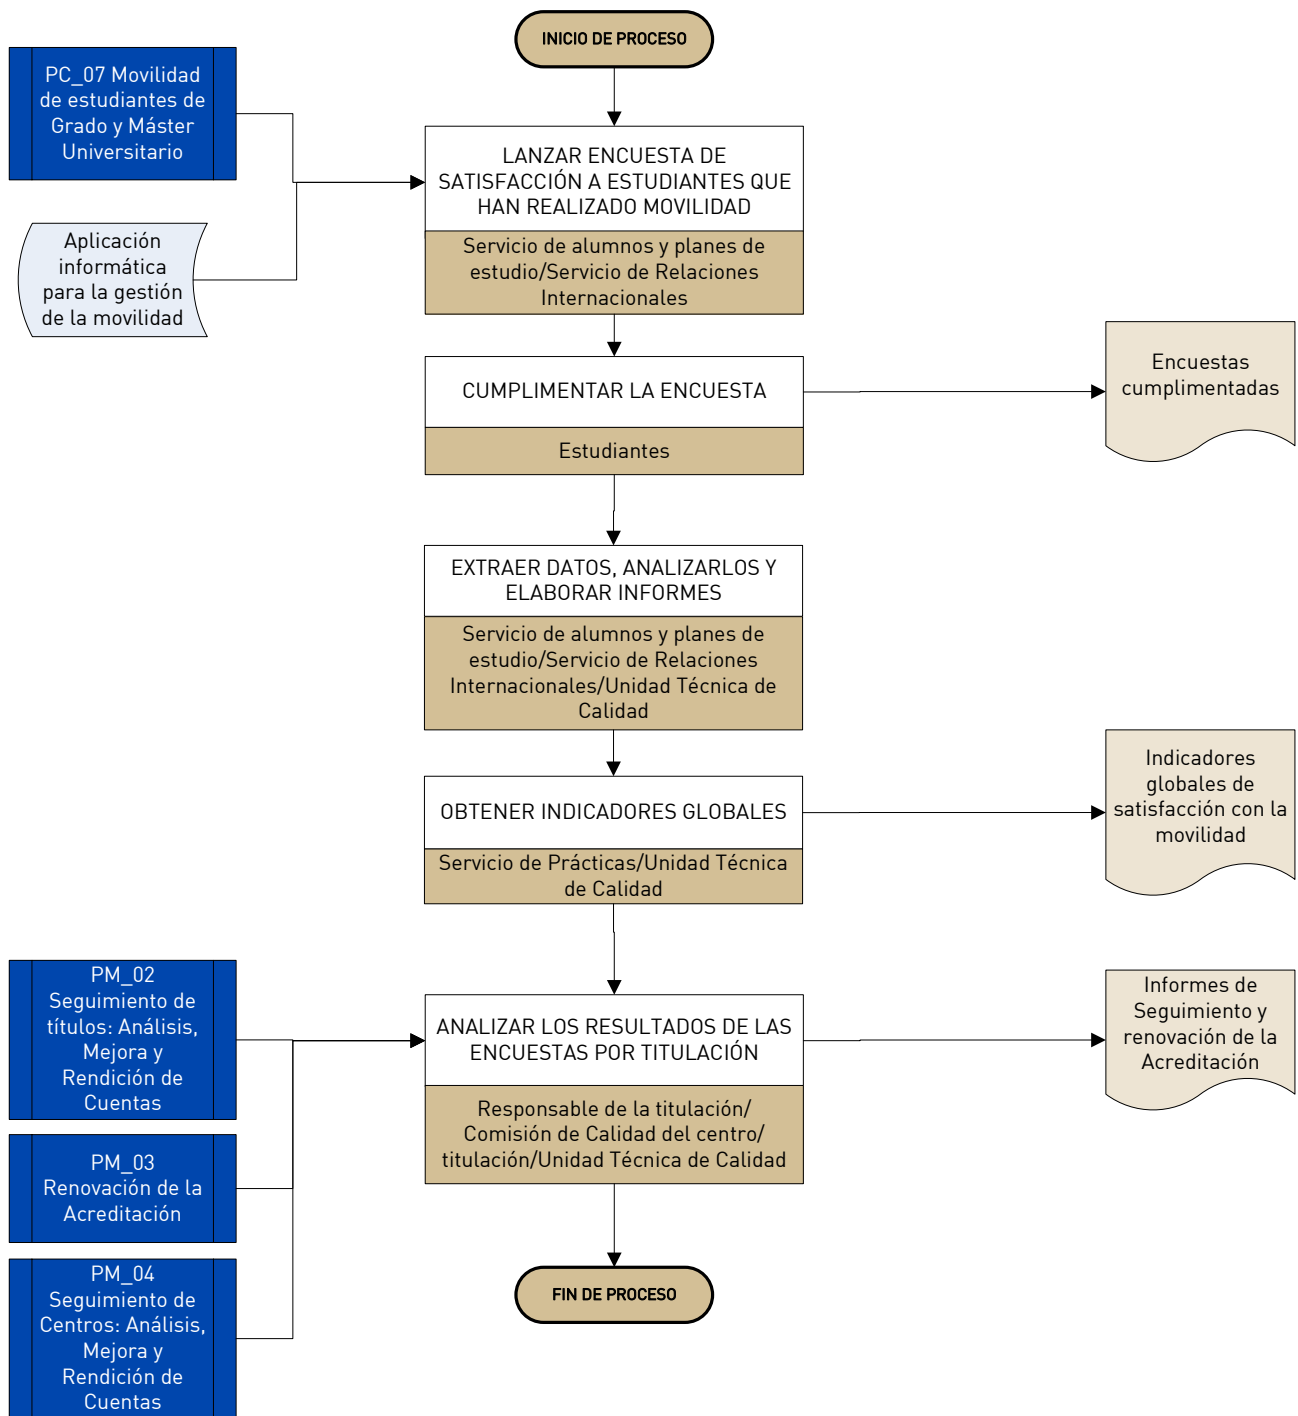 INICIO DE PROCESO
PC_07 Movilidad
de estudiantes de
Grado y Máster
Universitario
LANZAR ENCUESTA DE
SATISFACCIÓN A ESTUDIANTES QUE
HAN REALIZADO MOVILIDAD
Servicio de alumnos y planes de
estudio/Servicio de Relaciones
Internacionales
Aplicación
informática
para la gestión
de la movilidad
CUMPLIMENTAR LA ENCUESTA
Estudiantes
Encuestas
cumplimentadas
EXTRAER DATOS, ANALIZARLOS Y
ELABORAR INFORMES
Servicio de alumnos y planes de
estudio/Servicio de Relaciones
Internacionales/Unidad Técnica de
Calidad
OBTENER INDICADORES GLOBALES
Servicio de Prácticas/Unidad Técnica
de Calidad
Indicadores
globales de
satisfacción con la
movilidad
PM_02
Seguimiento de
títulos: Análisis,
Mejora y
Rendición de
Cuentas
ANALIZAR LOS RESULTADOS DE LAS
ENCUESTAS POR TITULACIÓN
Responsable de la titulación/
Comisión de Calidad del centro/
titulación/Unidad Técnica de Calidad
Informes de
Seguimiento y
renovación de la
Acreditación
PM_03
Renovación de la
Acreditación
PM_04
Seguimiento de
Centros: Análisis,
Mejora y
Rendición de
Cuentas
FIN DE PROCESO